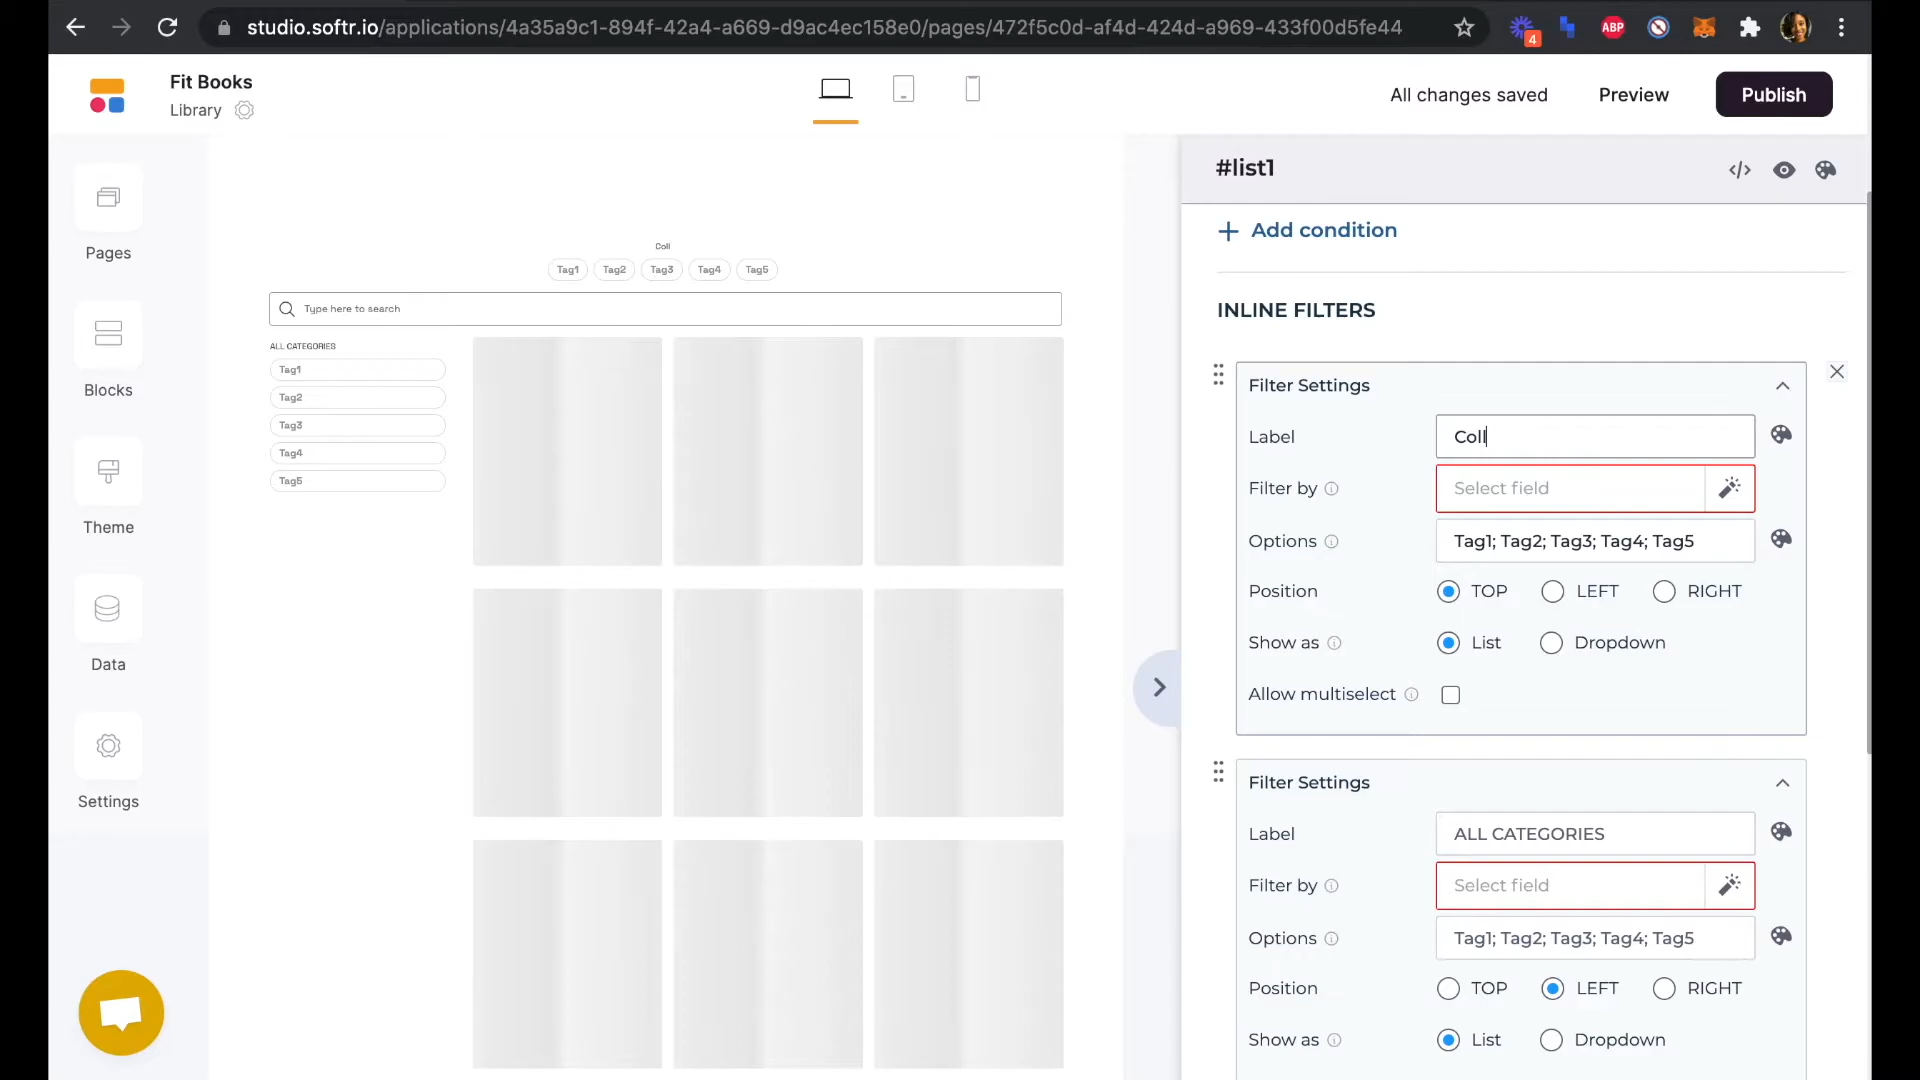 studio.softr.io/applications/4a35a9c1-894f-42a4-a669-d9ac4ec158e0/pages/472f5c0d-af4d-424d-a969-433f00d5fe44
4
ABP
Fit Books
Library
All changes saved
Preview
Publish
Pages
Blocks
Theme
Data
Settings
Coll
Tag1 Tag2 Tag3 Tag4 Tag5
Type here to search
ALL CATEGORIES
Tag1
Tag2
Tag3
Tag4
Tag5
#list1
Add condition
INLINE FILTERS
Filter Settings
Label Coll
Filter by Select field
Options Tag1; Tag2; Tag3; Tag4; Tag5
Position TOP LEFT RIGHT
Show as List Dropdown
Allow multiselect
Filter Settings
Label ALL CATEGORIES
Filter by Select field
Options Tag1; Tag2; Tag3; Tag4; Tag5
Position TOP LEFT RIGHT
Show as List Dropdown